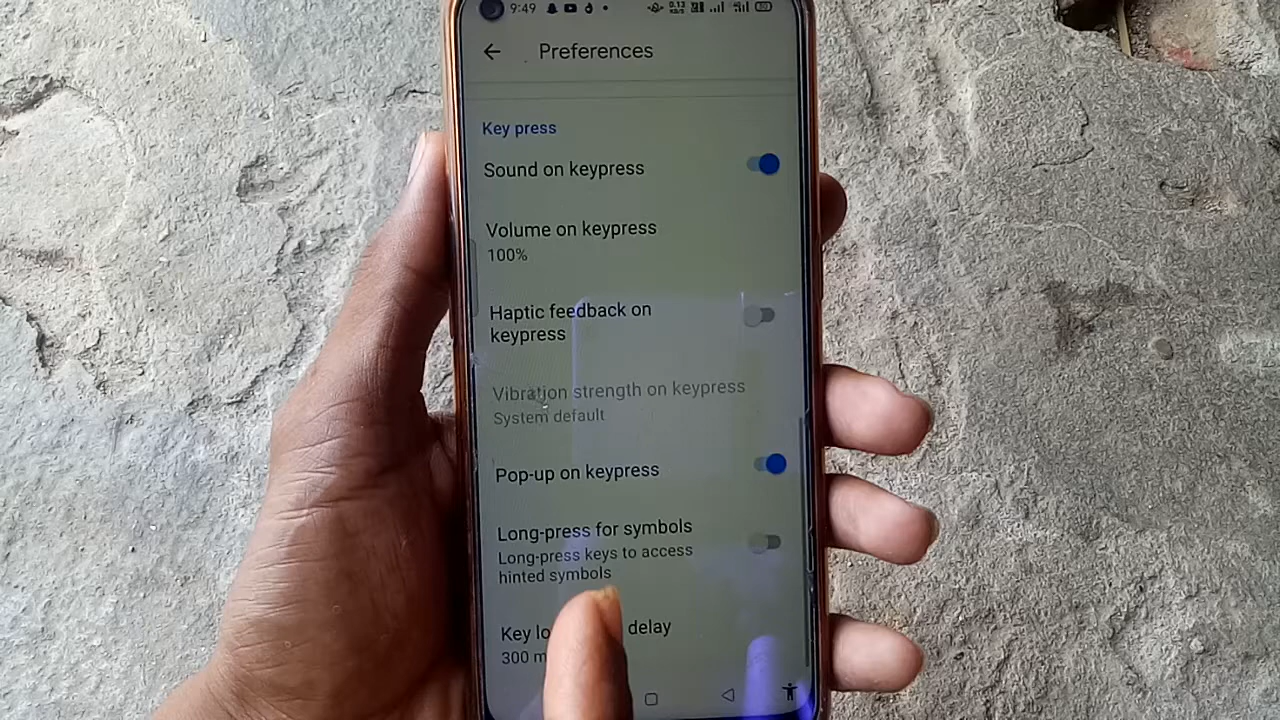 9:49
Preferences
Key press
Sound on keypress
Volume on keypress
100%
Haptic feedback on
keypress
Vibration strength on keypress
System default
Pop-up on keypress
Long-press for symbols
Long-press keys to access
hinted symbols
Key delay
300